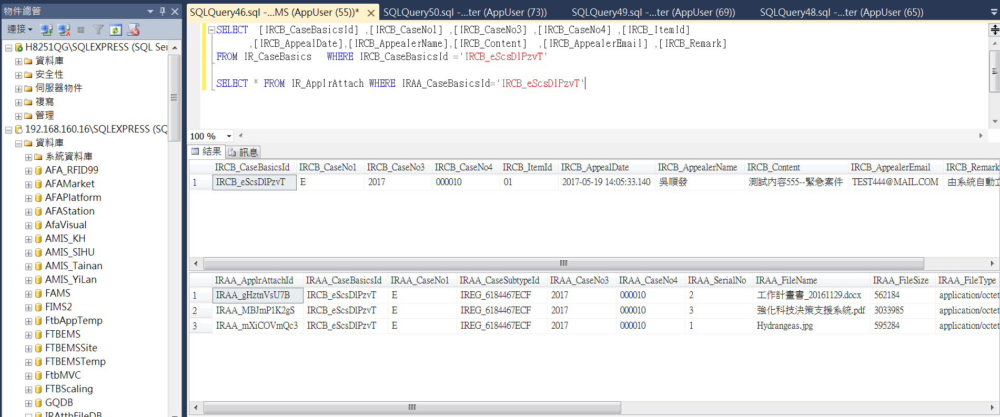 物件總管
連接
H8251QG\SQLEXPRESS (SQL Ser
資料庫
安全性
伺服器物件
複寫
管理
192.168.160.16\SQLEXPRESS (SQ
資料庫
系統資料庫
AFA_RFID99
AFAMarket
AFAPlatform
AFAStation
AfaVisual
AMIS_KH
AMIS_SIHU
AMIS_Tainan
AMIS_YiLan
FAMS
FIMS2
FtbAppTemp
FTBEMS
FTBEMSSite
FTBEMSTemp
FtbMVC
FTBScaling
GQDB
IRAtthFileDB
SQLQuery46.sql -...MS (AppUser (55))* SQLQuery50.sql -...ter (AppUser (73)) SQLQuery49.sql -...ter (AppUser (69)) SQLQuery48.sql -...ter (AppUser (65))
SELECT [IRCB_CaseBasicsId] ,[IRCB_CaseNo1] ,[IRCB_CaseNo3] ,[IRCB_CaseNo4] ,[IRCB_ItemId]
,[IRCB_AppealDate],[IRCB_AppealerName],[IRCB_Content] ,[IRCB_AppealerEmail] ,[IRCB_Remark]
FROM IR_CaseBasics WHERE IRCB_CaseBasicsId ='IRCB_eScsDlPzvT'
SELECT * FROM IR_ApplrAttach WHERE IRAA_CaseBasicsId='IRCB_eScsDlPzvT'
100 %
結果 訊息
IRCB_CaseBasicsId IRCB_CaseNo1 IRCB_CaseNo3 IRCB_CaseNo4 IRCB_ItemId IRCB_AppealDate IRCB_AppealerName IRCB_Content IRCB_AppealerEmail IRCB_Remark
1 IRCB_eScsDlPzvT E 2017 000010 01 2017-05-19 14:05:33.140 吳順發 測試內容555--緊急案件 TEST444@MAIL.COM 由系統自動立
IRAA_ApplrAttachId IRAA_CaseBasicsId IRAA_CaseNo1 IRAA_CaseSubtypeId IRAA_CaseNo3 IRAA_CaseNo4 IRAA_SerialNo IRAA_FileName IRAA_FileSize IRAA_FileType
1 IRAA_gHztnVsU7B IRCB_eScsDlPzvT E IREG_6184467ECF 2017 000010 2 工作計畫書_20161129.docx 562184 application/octet
2 IRAA_MBJmP1K2gS IRCB_eScsDlPzvT E IREG_6184467ECF 2017 000010 3 強化科技決策支援系統.pdf 3033985 application/octet
3 IRAA_mXiCOVmQc3 IRCB_eScsDlPzvT E IREG_6184467ECF 2017 000010 1 Hydrangeas.jpg 595284 application/octet